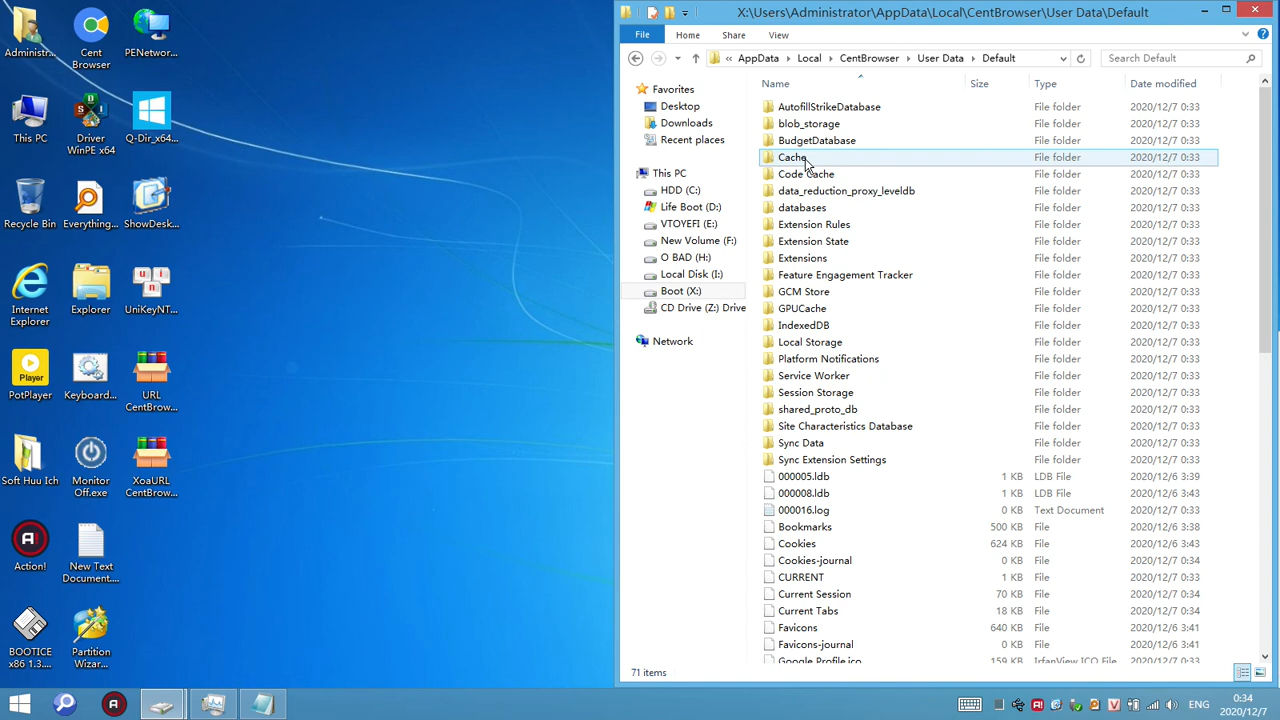 Administr...
Cent
Browser
PENetwor...
This PC
Driver
WinPE x64
Q-Dir_x64...
Recycle Bin
Everything...
ShowDesk...
Internet
Explorer
Explorer
UniKeyNT...
PotPlayer
Keyboard...
URL
CentBrow...
Soft Huu Ich
Monitor
Off.exe
XoaURL
CentBrow...
Action!
New Text
Document....
BOOTICE
x86 1.3....
Partition
Wizar...
X:\Users\Administrator\AppData\Local\CentBrowser\User Data\Default
File Home Share View
« AppData Local CentBrowser User Data Default
Search Default
Favorites
Desktop
Downloads
Recent places
This PC
HDD (C:)
Life Boot (D:)
VTOYEFI (E:)
New Volume (F:)
O BAD (H:)
Local Disk (I:)
Boot (X:)
CD Drive (Z:) Drive
Network
Name Size Type Date modified
AutofillStrikeDatabase File folder 2020/12/7 0:33
blob_storage File folder 2020/12/7 0:33
BudgetDatabase File folder 2020/12/7 0:33
Cache File folder 2020/12/7 0:33
Code Cache File folder 2020/12/7 0:33
data_reduction_proxy_leveldb File folder 2020/12/7 0:33
databases File folder 2020/12/7 0:33
Extension Rules File folder 2020/12/7 0:33
Extension State File folder 2020/12/7 0:33
Extensions File folder 2020/12/7 0:33
Feature Engagement Tracker File folder 2020/12/7 0:33
GCM Store File folder 2020/12/7 0:33
GPUCache File folder 2020/12/7 0:33
IndexedDB File folder 2020/12/7 0:33
Local Storage File folder 2020/12/7 0:33
Platform Notifications File folder 2020/12/7 0:33
Service Worker File folder 2020/12/7 0:33
Session Storage File folder 2020/12/7 0:33
shared_proto_db File folder 2020/12/7 0:33
Site Characteristics Database File folder 2020/12/7 0:33
Sync Data File folder 2020/12/7 0:33
Sync Extension Settings File folder 2020/12/7 0:33
000005.ldb 1 KB LDB File 2020/12/6 3:39
000008.ldb 1 KB LDB File 2020/12/6 3:43
000016.log 0 KB Text Document 2020/12/7 0:33
Bookmarks 500 KB File 2020/12/6 3:38
Cookies 624 KB File 2020/12/6 3:43
Cookies-journal 0 KB File 2020/12/7 0:34
CURRENT 1 KB File 2020/12/7 0:33
Current Session 70 KB File 2020/12/7 0:34
Current Tabs 18 KB File 2020/12/7 0:34
Favicons 640 KB File 2020/12/6 3:41
Favicons-journal 0 KB File 2020/12/7 0:34
Google Profile.ico 159 KB IrfanView ICO File 2020/12/7 0:33
71 items
ENG
0:34
2020/12/7